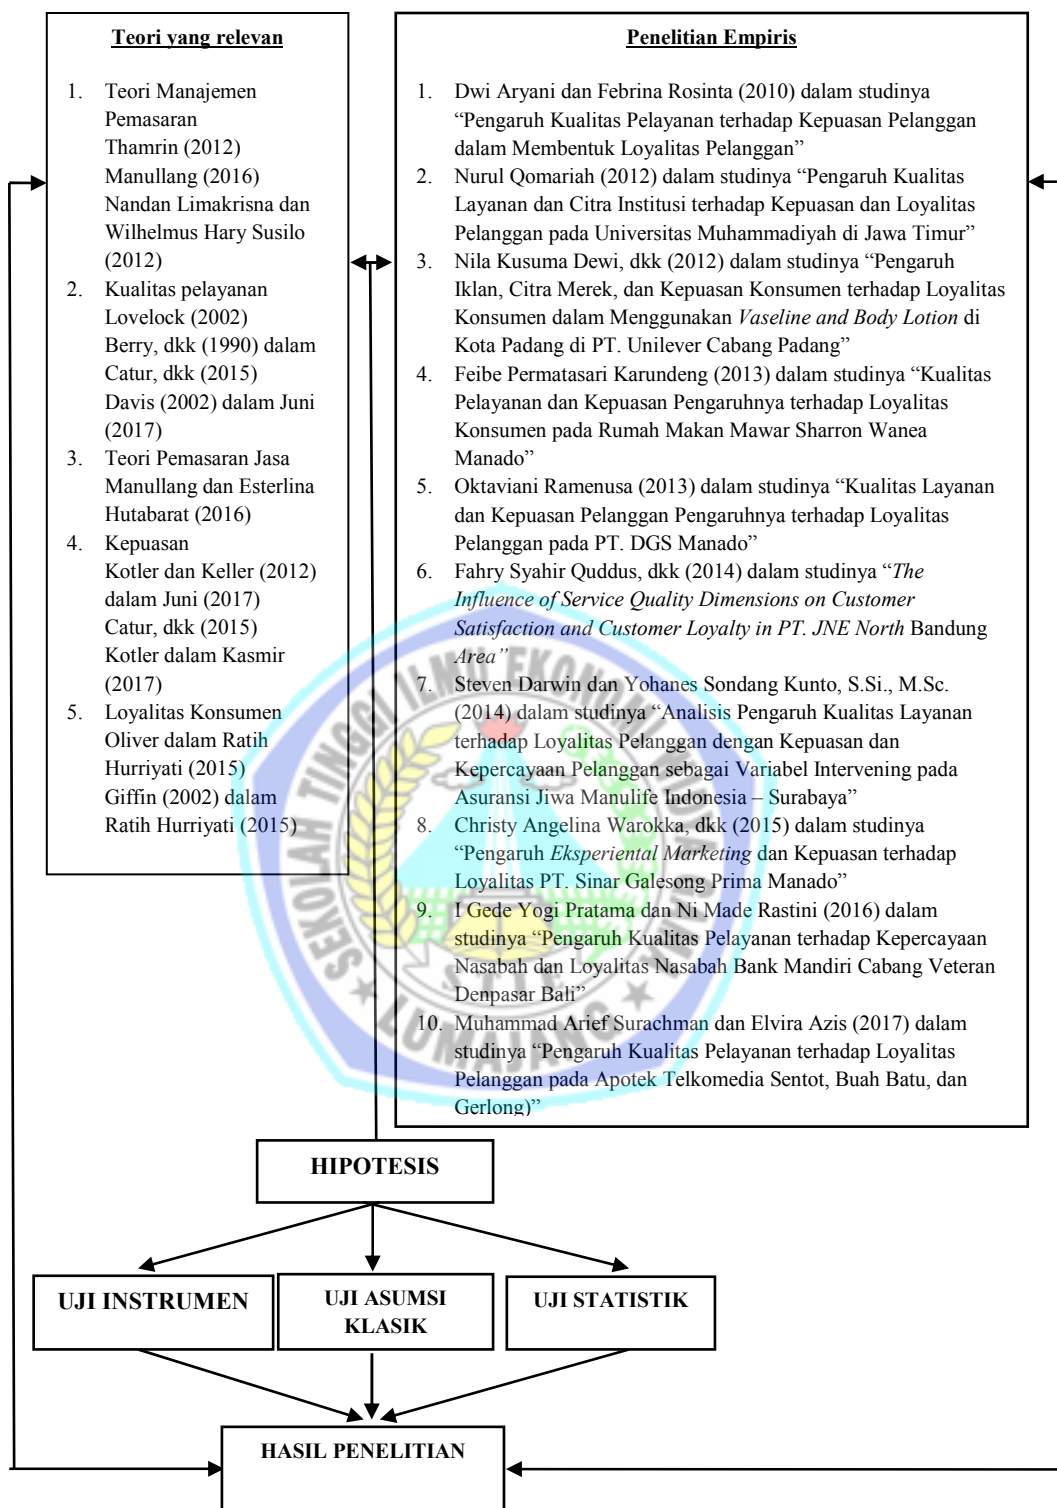 Teori yang relevan
1. Teori Manajemen
Pemasaran
Thamrin (2012)
Manullang (2016)
Nandan Limakrisna dan
Wilhelmus Hary Susilo
(2012)
2. Kualitas pelayanan
Lovelock (2002)
Berry, dkk (1990) dalam
Catur, dkk (2015)
Davis (2002) dalam Juni
(2017)
3. Teori Pemasaran Jasa
Manullang dan Esterlina
Hutabarat (2016)
4. Kepuasan
Kotler dan Keller (2012)
dalam Juni (2017)
Catur, dkk (2015)
Kotler dalam Kasmir
(2017)
5. Loyalitas Konsumen
Oliver dalam Ratih
Hurriyati (2015)
Giffin (2002) dalam
Ratih Hurriyati (2015)
Penelitian Empiris
1. Dwi Aryani dan Febrina Rosinta (2010) dalam studinya
“Pengaruh Kualitas Pelayanan terhadap Kepuasan Pelanggan
dalam Membentuk Loyalitas Pelanggan”
2. Nurul Qomariah (2012) dalam studinya “Pengaruh Kualitas
Layanan dan Citra Institusi terhadap Kepuasan dan Loyalitas
Pelanggan pada Universitas Muhammadiyah di Jawa Timur”
3. Nila Kusuma Dewi, dkk (2012) dalam studinya “Pengaruh
Iklan, Citra Merek, dan Kepuasan Konsumen terhadap Loyalitas
Konsumen dalam Menggunakan Vaseline and Body Lotion di
Kota Padang di PT. Unilever Cabang Padang”
4. Feibe Permatasari Karundeng (2013) dalam studinya “Kualitas
Pelayanan dan Kepuasan Pengaruhnya terhadap Loyalitas
Konsumen pada Rumah Makan Mawar Sharron Wanea
Manado”
5. Oktaviani Ramenusa (2013) dalam studinya “Kualitas Layanan
dan Kepuasan Pelanggan Pengaruhnya terhadap Loyalitas
Pelanggan pada PT. DGS Manado”
6. Fahry Syahir Quddus, dkk (2014) dalam studinya “The
Influence of Service Quality Dimensions on Customer
Satisfaction and Customer Loyalty in PT. JNE North Bandung
Area”
7. Steven Darwin dan Yohanes Sondang Kunto, S.Si., M.Sc.
(2014) dalam studinya “Analisis Pengaruh Kualitas Layanan
terhadap Loyalitas Pelanggan dengan Kepuasan dan
Kepercayaan Pelanggan sebagai Variabel Intervening pada
Asuransi Jiwa Manulife Indonesia – Surabaya”
8. Christy Angelina Warokka, dkk (2015) dalam studinya
“Pengaruh Eksperiental Marketing dan Kepuasan terhadap
Loyalitas PT. Sinar Galesong Prima Manado”
9. I Gede Yogi Pratama dan Ni Made Rastini (2016) dalam
studinya “Pengaruh Kualitas Pelayanan terhadap Kepercayaan
Nasabah dan Loyalitas Nasabah Bank Mandiri Cabang Veteran
Denpasar Bali”
10. Muhammad Arief Surachman dan Elvira Azis (2017) dalam
studinya “Pengaruh Kualitas Pelayanan terhadap Loyalitas
Pelanggan pada Apotek Telkomedia Sentot, Buah Batu, dan
Gerlong)”
SEKOLAH TINGGI ILMU EKONOMI WIDYA GAMA
STIE
LUMAJANG
HIPOTESIS
UJI INSTRUMEN
UJI ASUMSI
KLASIK
UJI STATISTIK
HASIL PENELITIAN